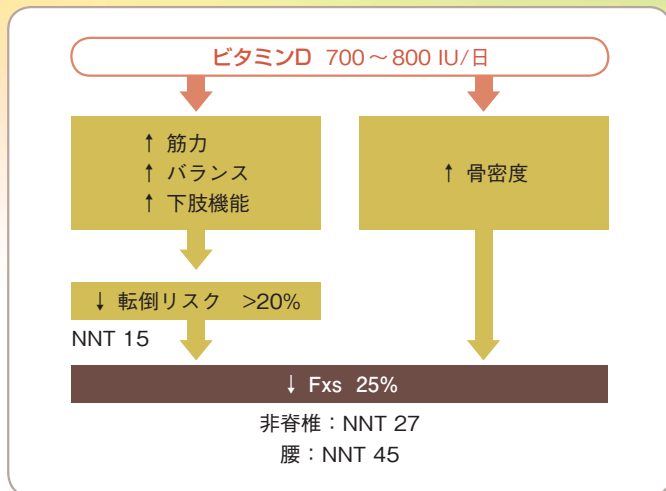 ビタミンD 700～800 IU/日
↑ 筋力
↑ バランス
↑ 下肢機能
↑ 骨密度
↓ 転倒リスク >20%
NNT 15
↓ Fxs 25%
非脊椎：NNT 27
腰：NNT 45